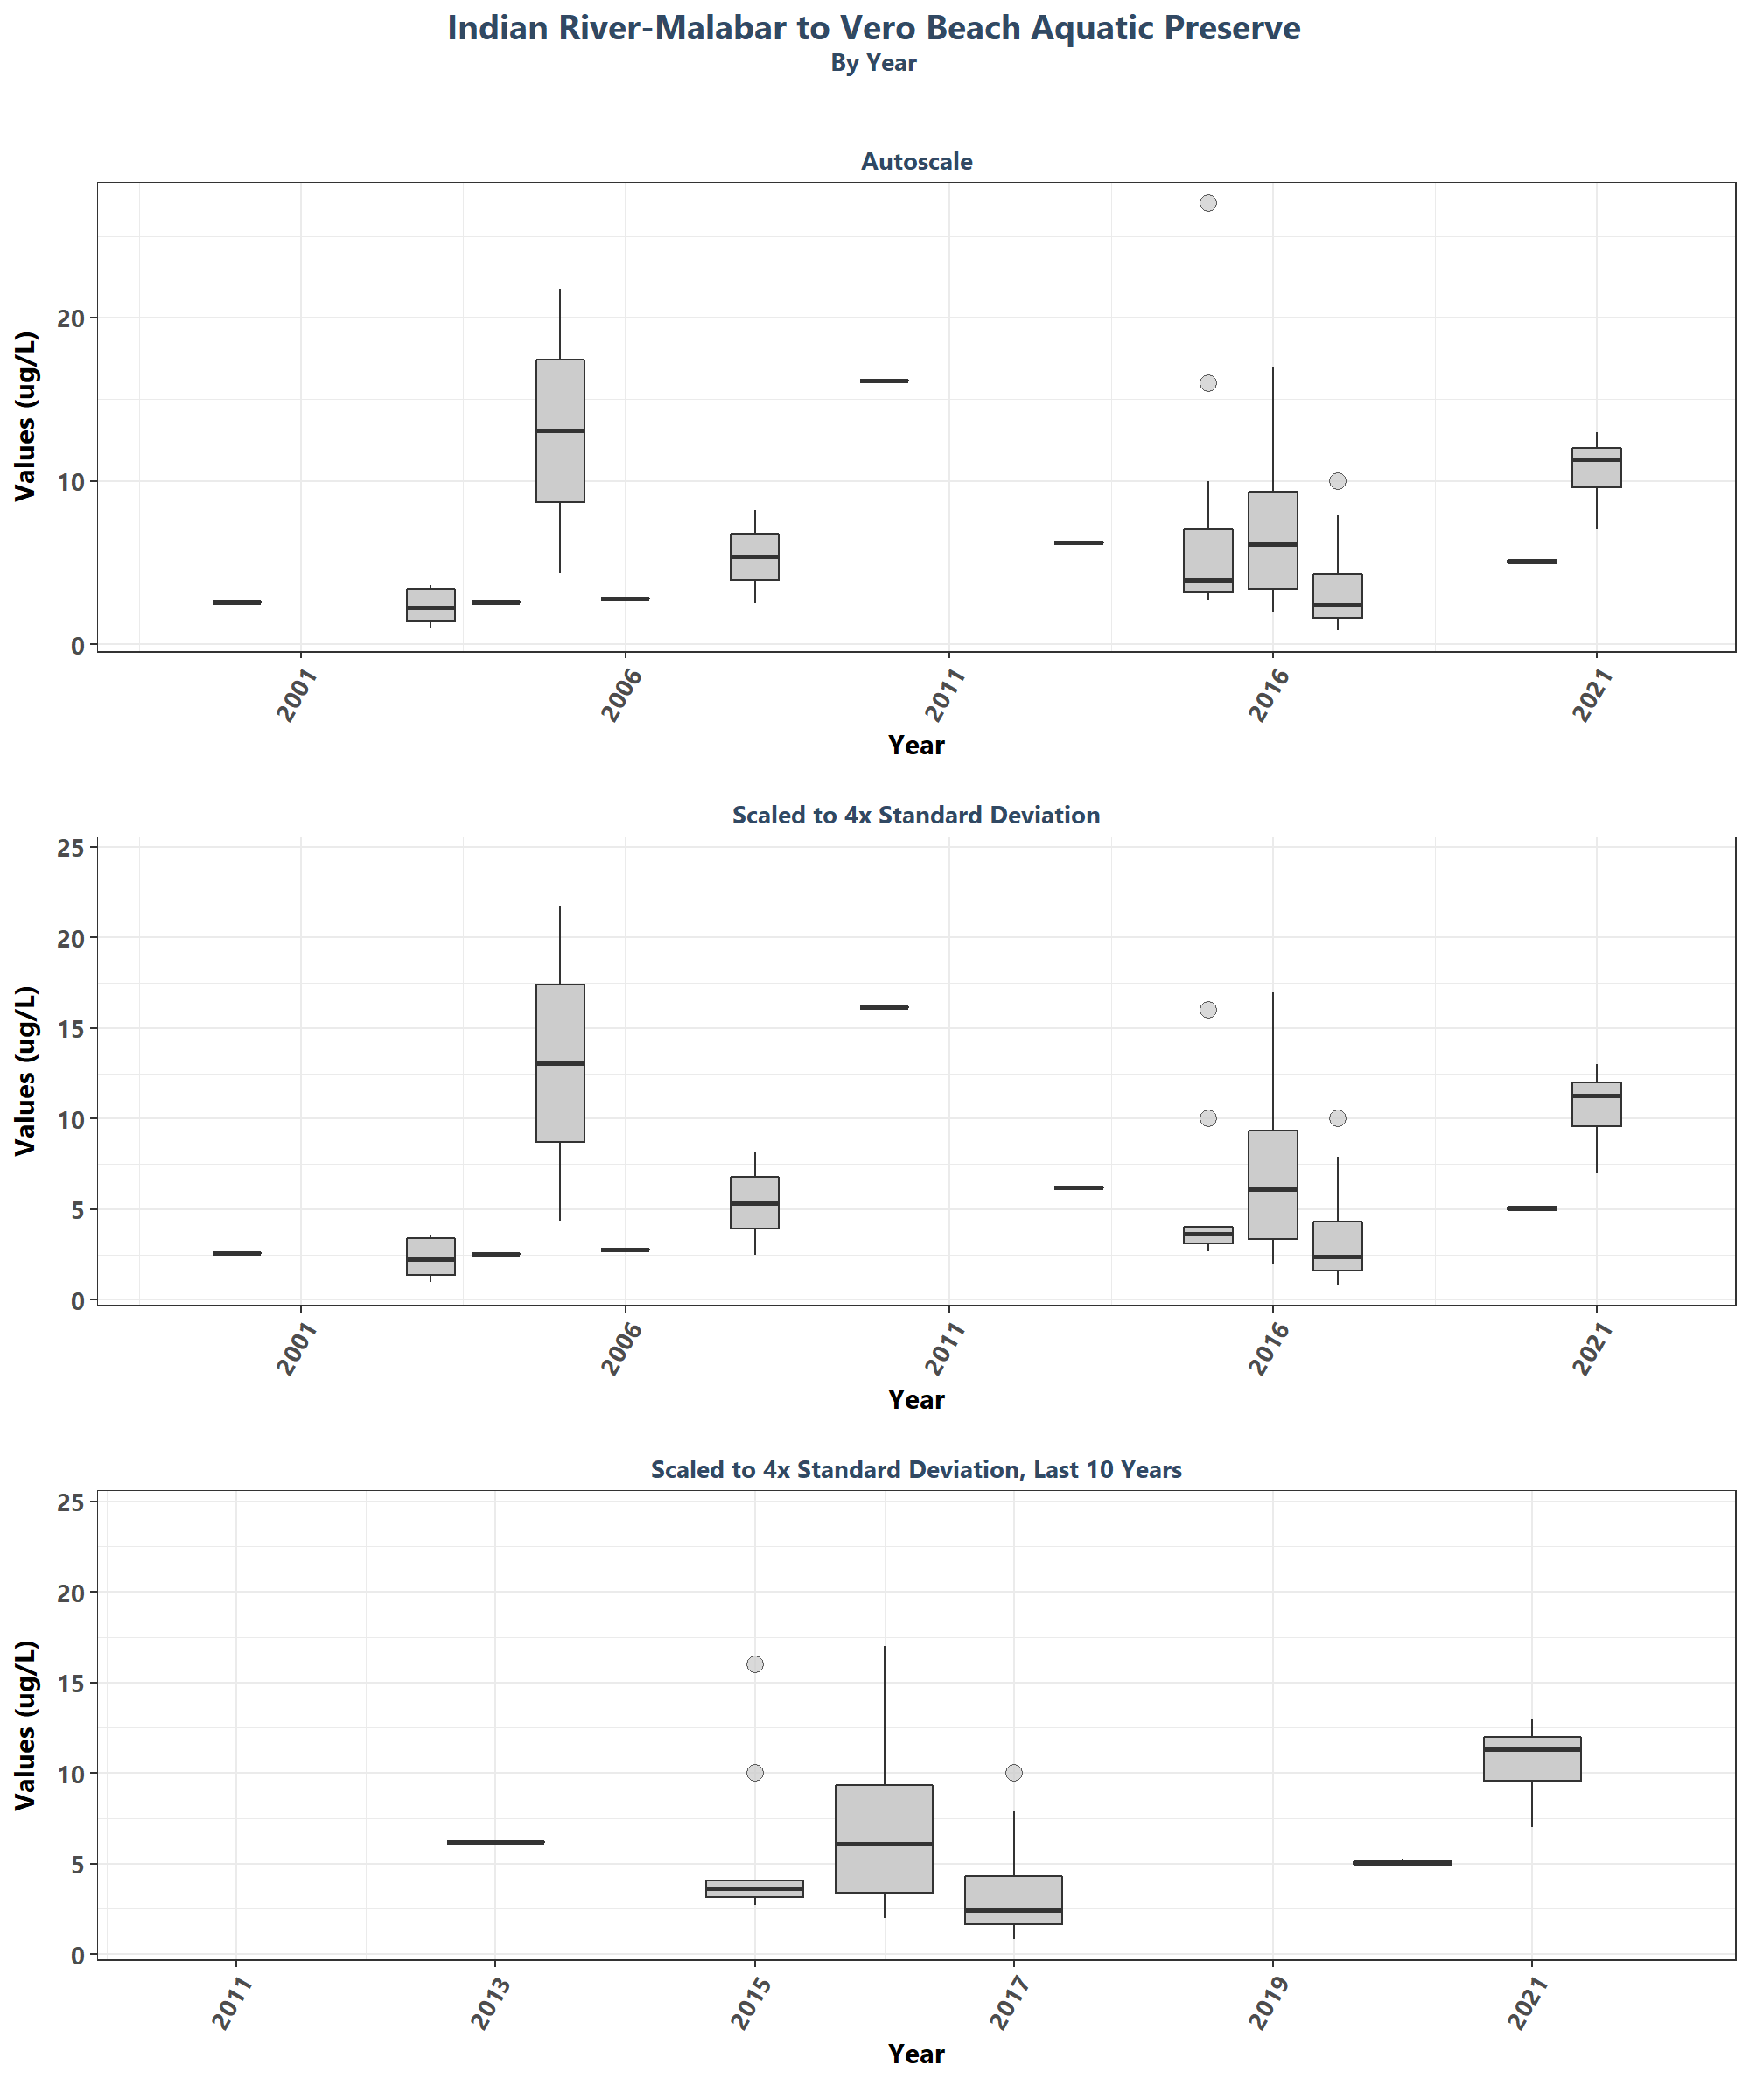 Indian River-Malabar to Vero Beach Aquatic Preserve
By Year
Autoscale
Values (ug/L)
20
10
0
2001 2006 2011 2016 2021
Year
Scaled to 4x Standard Deviation
Values (ug/L)
25
20
15
10
5
0
2001 2006 2011 2016 2021
Year
Scaled to 4x Standard Deviation, Last 10 Years
Values (ug/L)
25
20
15
10
5
0
2011 2013 2015 2017 2019 2021
Year